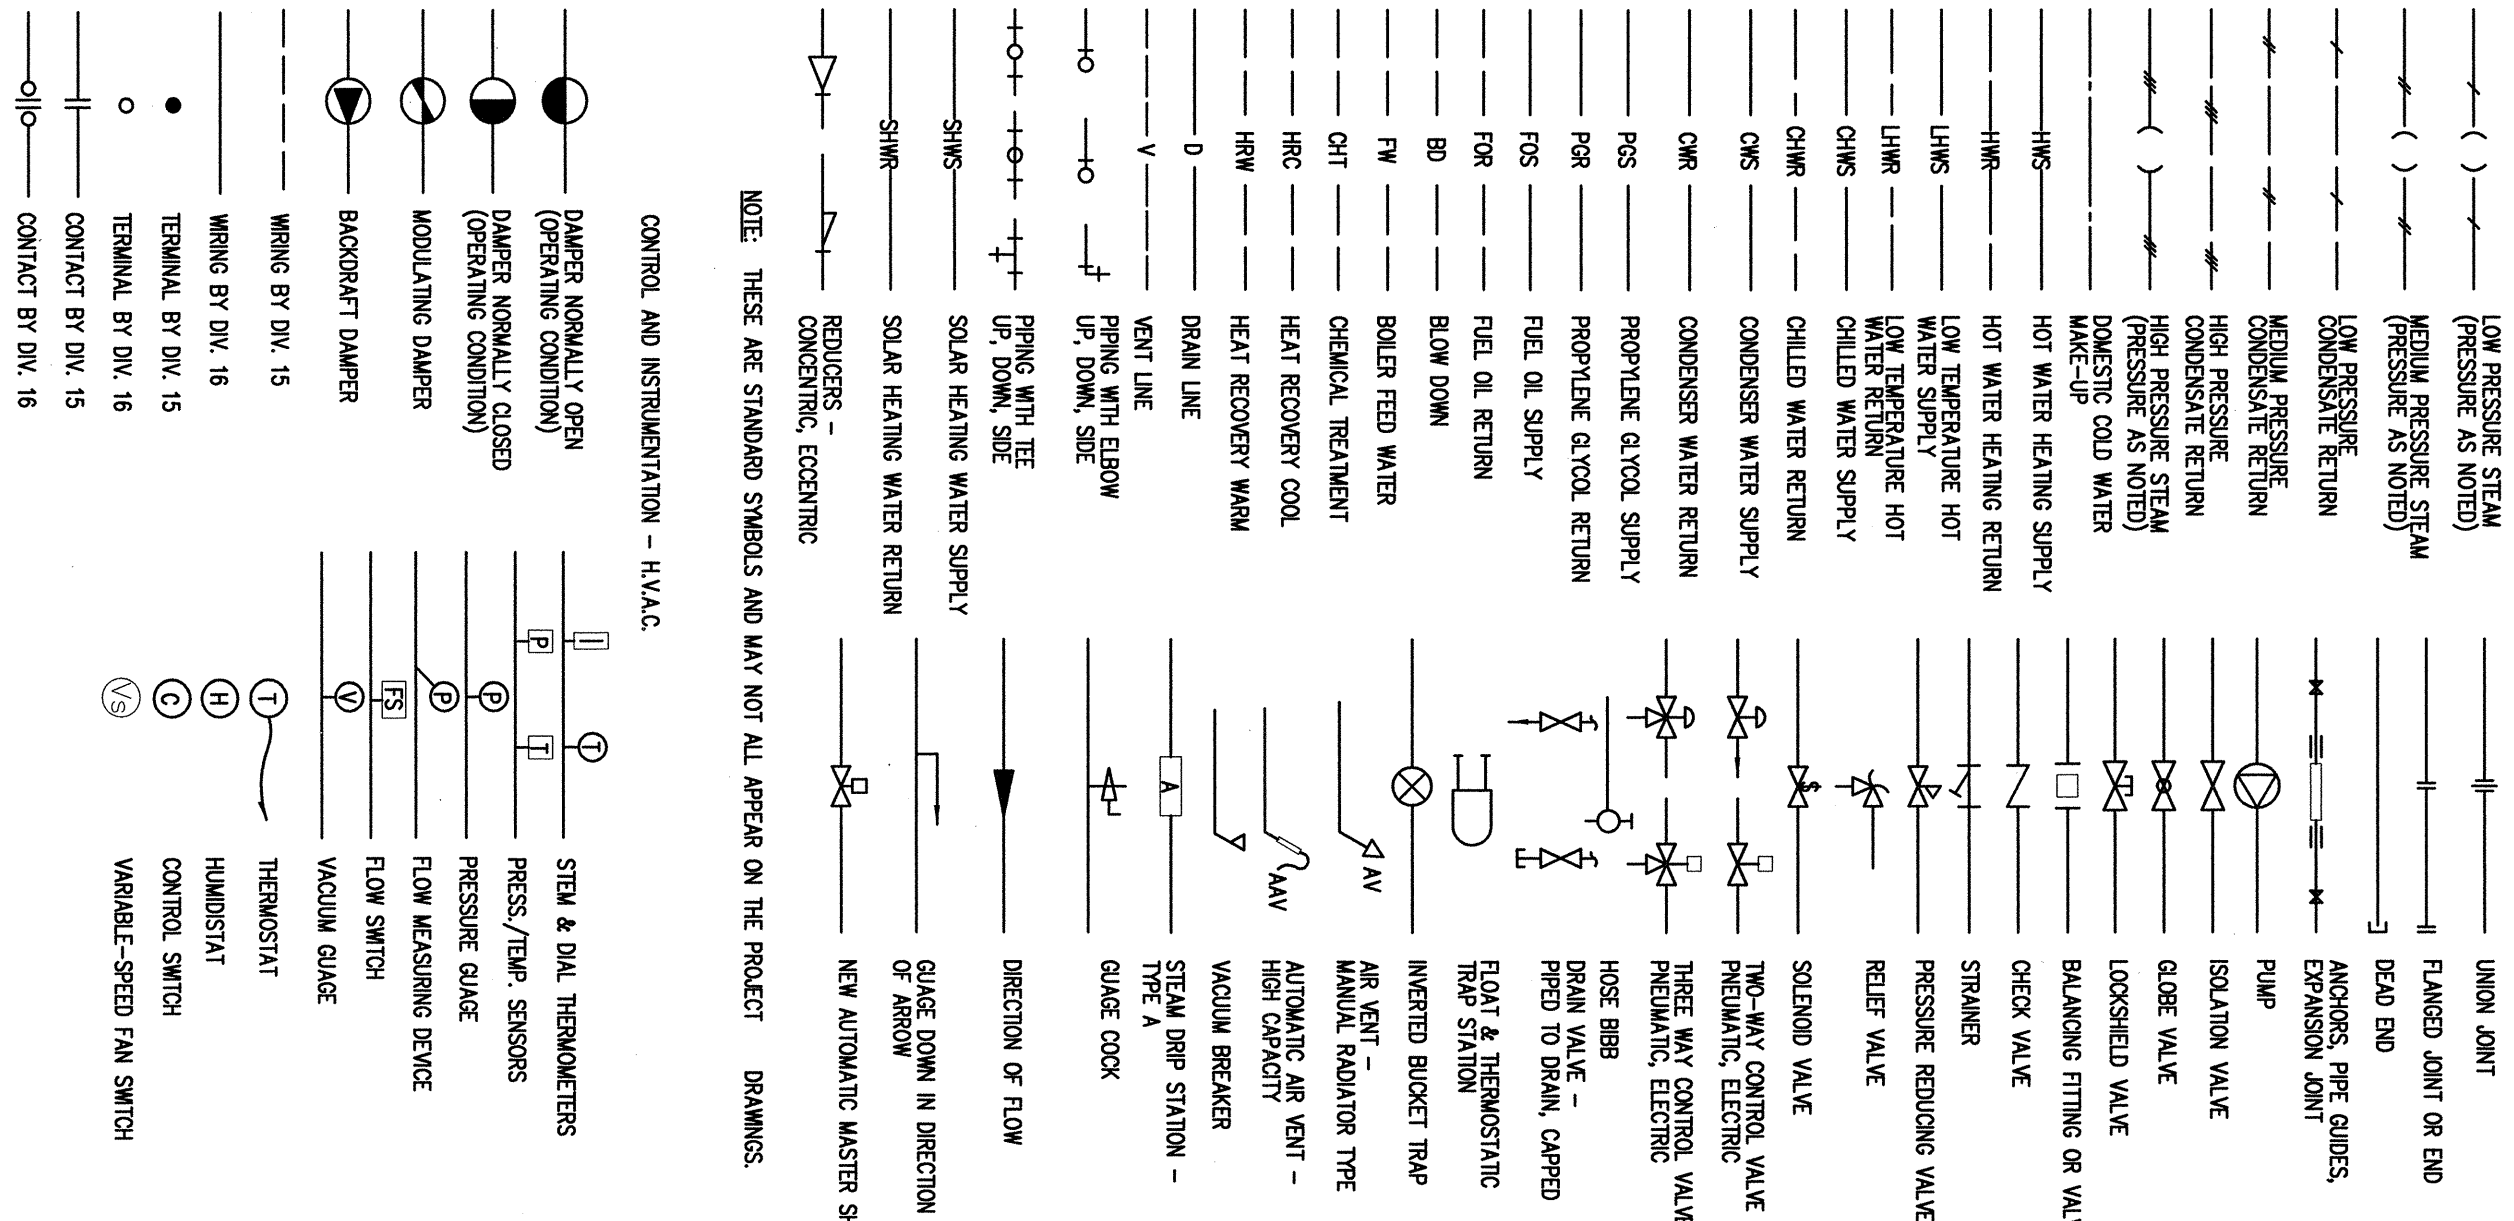 LOW PRESSURE STEAM
(PRESSURE AS NOTED)
MEDIUM PRESSURE STEAM
(PRESSURE AS NOTED)
LOW PRESSURE
CONDENSATE RETURN
MEDIUM PRESSURE
CONDENSATE RETURN
HIGH PRESSURE
CONDENSATE RETURN
HIGH PRESSURE STEAM
(PRESSURE AS NOTED)
DOMESTIC COLD WATER
MAKE-UP
HWS HOT WATER HEATING SUPPLY
HWR HOT WATER HEATING RETURN
LHWS LOW TEMPERATURE HOT
WATER SUPPLY
LHWR LOW TEMPERATURE HOT
WATER RETURN
CHWS CHILLED WATER SUPPLY
CHWR CHILLED WATER RETURN
CWS CONDENSER WATER SUPPLY
CWR CONDENSER WATER RETURN
PGS PROPYLENE GLYCOL SUPPLY
PGR PROPYLENE GLYCOL RETURN
FOS FUEL OIL SUPPLY
FOR FUEL OIL RETURN
BD BLOW DOWN
FW BOILER FEED WATER
CHT CHEMICAL TREATMENT
HRC HEAT RECOVERY COOL
HRW HEAT RECOVERY WARM
D DRAIN LINE
V VENT LINE
PIPING WITH ELBOW
UP, DOWN, SIDE
PIPING WITH TEE
UP, DOWN, SIDE
SHWS SOLAR HEATING WATER SUPPLY
SHWR SOLAR HEATING WATER RETURN
REDUCERS -
CONCENTRIC, ECCENTRIC
UNION JOINT
FLANGED JOINT OR END
DEAD END
ANCHORS, PIPE GUIDES,
EXPANSION JOINT
PUMP
ISOLATION VALVE
GLOBE VALVE
LOCKSHIELD VALVE
BALANCING FITTING OR
CHECK VALVE
STRAINER
PRESSURE REDUCING VALVE
RELIEF VALVE
S SOLENOID VALVE
TWO-WAY CONTROL VALVE
PNEUMATIC, ELECTRIC
THREE WAY CONTROL VALVE
PNEUMATIC, ELECTRIC
HOSE BIBB
DRAIN VALVE -
PIPED TO DRAIN, CAPPED
FLOAT & THERMOSTATIC
TRAP STATION
INVERTED BUCKET TRAP
AV AIR VENT -
MANUAL RADIATOR TYPE
AAV AUTOMATIC AIR VENT -
HIGH CAPACITY
VACUUM BREAKER
A STEAM DRIP STATION -
TYPE A
GUAGE COCK
DIRECTION OF FLOW
GUAGE DOWN IN DIRECTION
OF ARROW
NEW AUTOMATIC MASTER
NOTE: THESE ARE STANDARD SYMBOLS AND MAY NOT ALL APPEAR ON THE PROJECT DRAWINGS.
CONTROL AND INSTRUMENTATION - H.V.A.C.
DAMPER NORMALLY OPEN
(OPERATING CONDITION)
DAMPER NORMALLY CLOSED
(OPERATING CONDITION)
MODULATING DAMPER
BACKDRAFT DAMPER
WIRING BY DIV. 15
WIRING BY DIV. 16
TERMINAL BY DIV. 15
TERMINAL BY DIV. 16
CONTACT BY DIV. 15
CONTACT BY DIV. 16
T STEM & DIAL THERMOMETERS
P T PRESS./TEMP. SENSORS
P PRESSURE GUAGE
P FLOW MEASURING DEVICE
FS FLOW SWITCH
V VACUUM GUAGE
T THERMOSTAT
H HUMIDISTAT
C CONTROL SWITCH
VS VARIABLE-SPEED FAN SWITCH